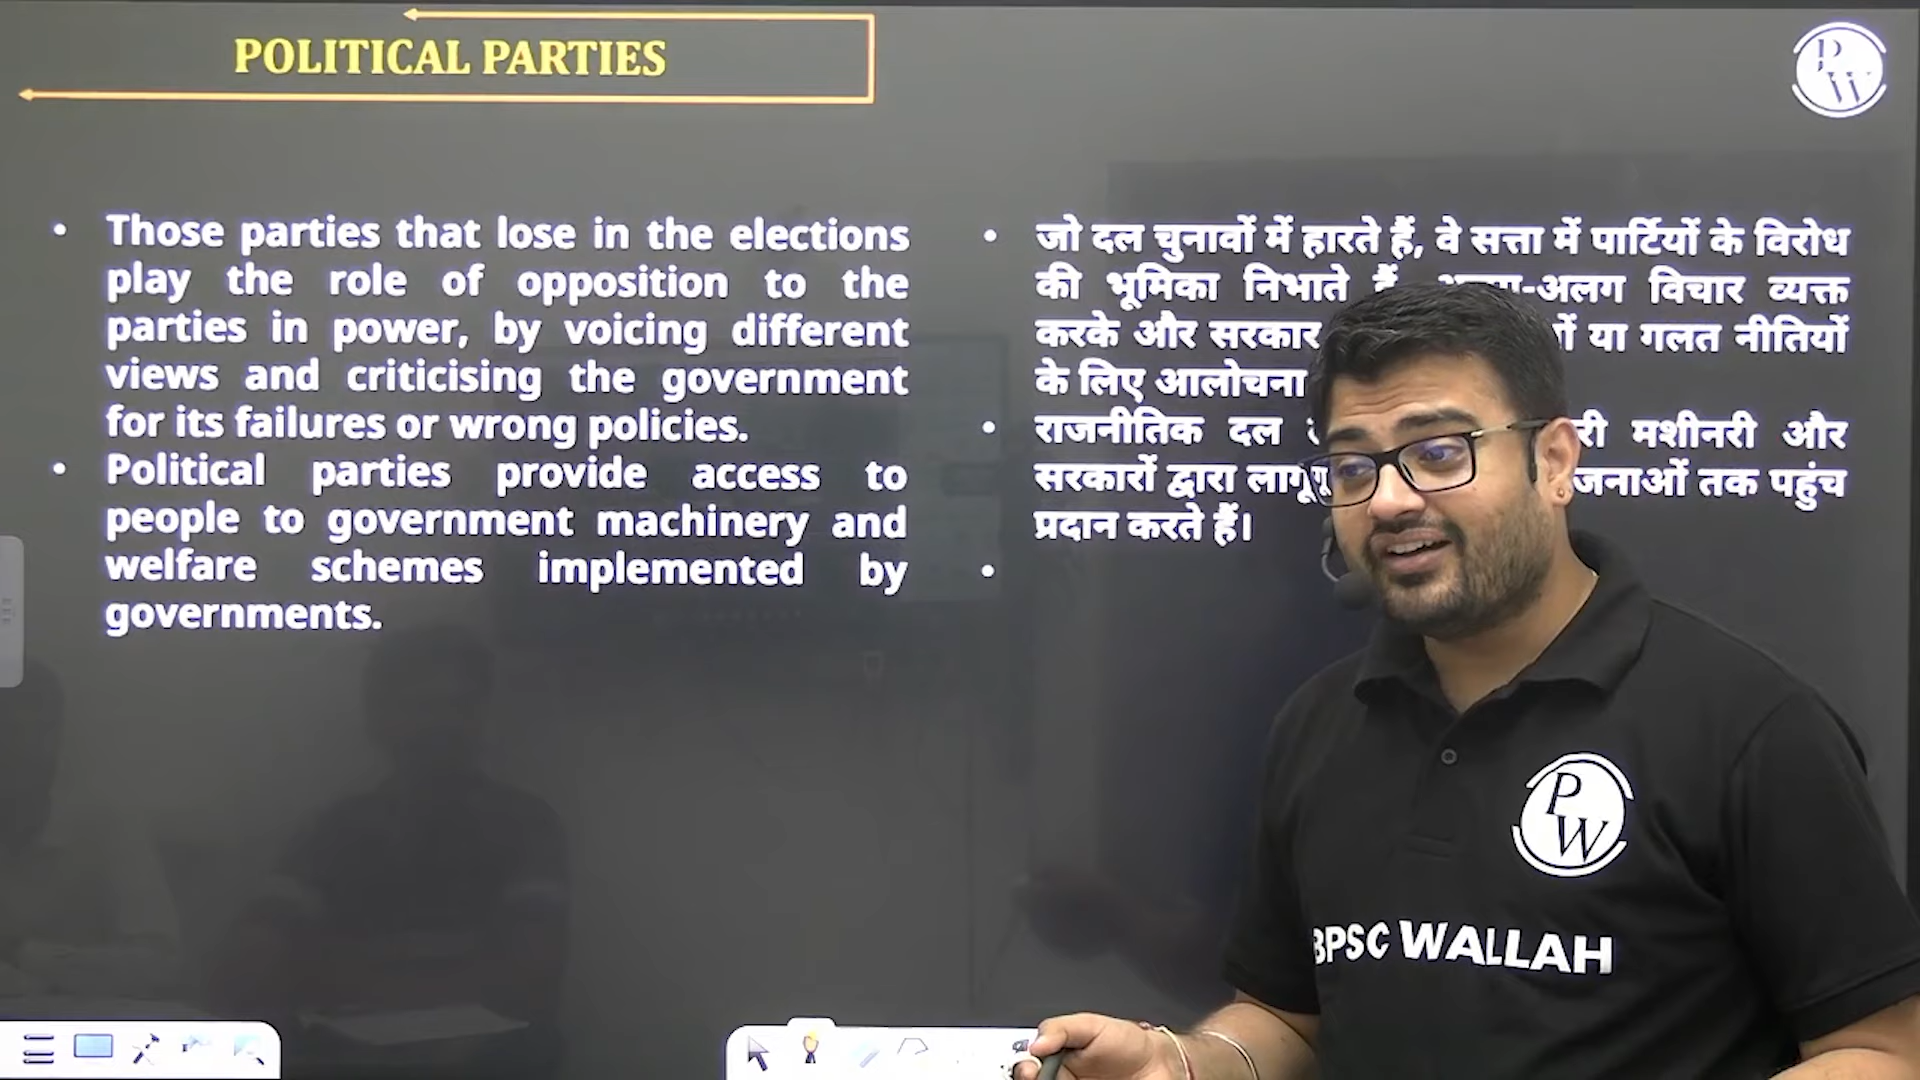 POLITICAL PARTIES
P
W
• Those parties that lose in the elections
play the role of opposition to the
parties in power, by voicing different
views and criticising the government
for its failures or wrong policies.
• Political parties provide access to
people to government machinery and
welfare schemes implemented by
governments.
• जो दल चुनावों में हारते हैं, वे सत्ता में पार्टियों के विरोध
की भूमिका निभाते हैं, विचार व्यक्त
करके और सरकार या गलत नीतियों
के लिए आलोचना
• राजनीतिक दल मशीनरी और
सरकारों द्वारा तक पहुंच
प्रदान करते हैं।
•
P
W
BPSC WALLAH